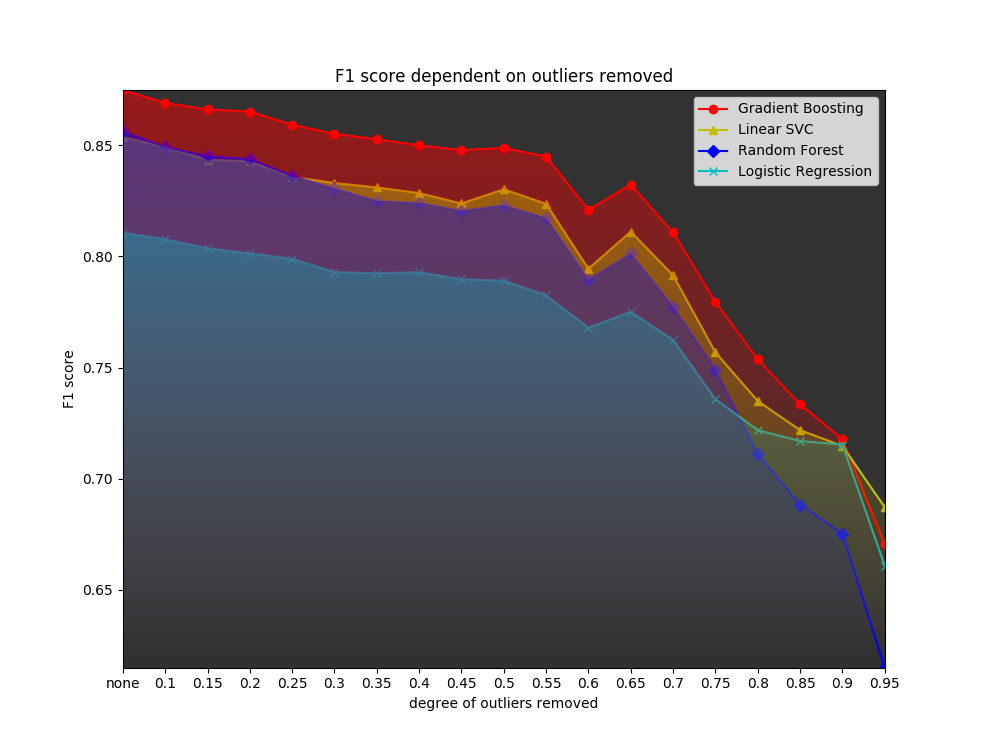 F1 score dependent on outliers removed
Gradient Boosting
Linear SVC
Random Forest
Logistic Regression
F1 score
0.85
0.80
0.75
0.70
0.65
none 0.1 0.15 0.2 0.25 0.3 0.35 0.4 0.45 0.5 0.55 0.6 0.65 0.7 0.75 0.8 0.85 0.9 0.95
degree of outliers removed